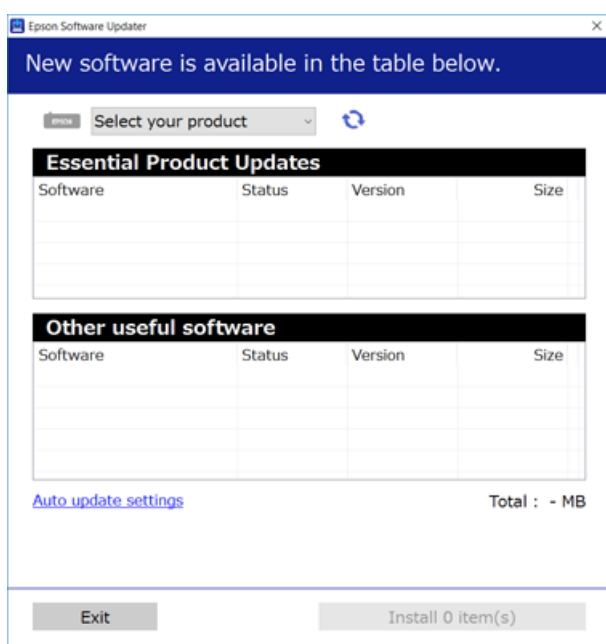 Epson Software Updater
New software is available in the table below.
EPSON Select your product
Essential Product Updates
Software Status Version Size
Other useful software
Software Status Version Size
Auto update settings Total : - MB
Exit Install 0 item(s)